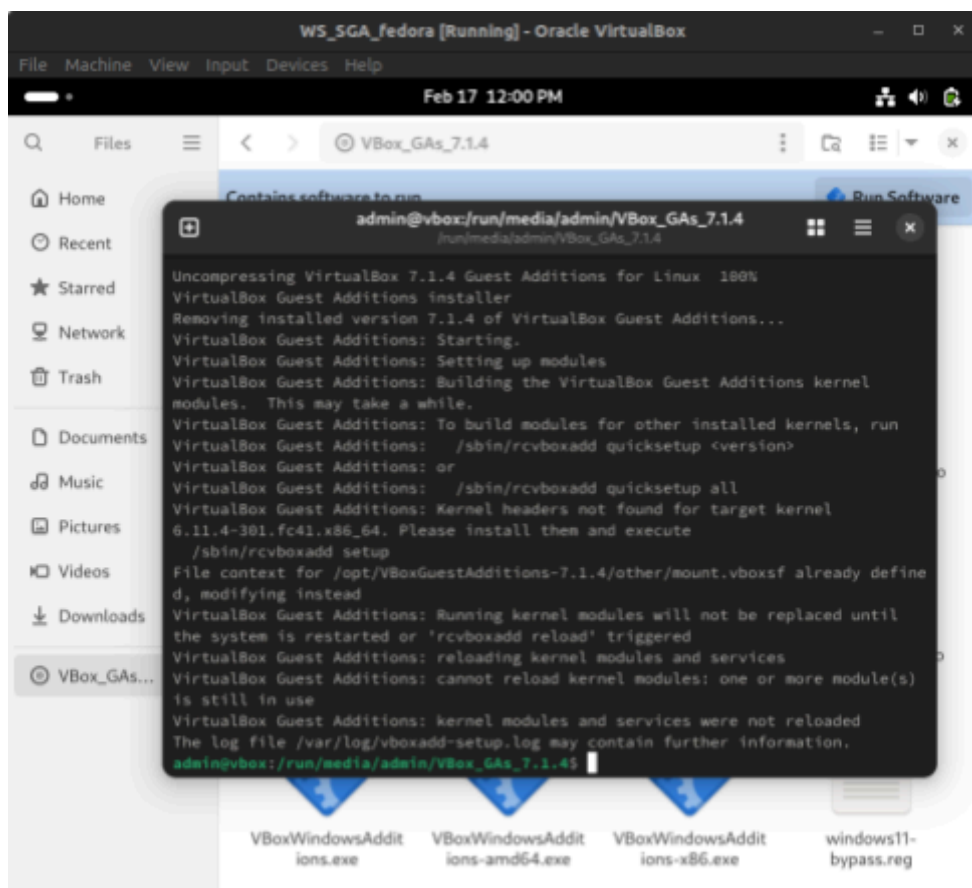 WS_SGA_fedora [Running] - Oracle VirtualBox
File Machine View Input Devices Help
Feb 17 12:00 PM
Files
VBox_GAs_7.1.4
Home
Recent
Starred
Network
Trash
Documents
Music
Pictures
Videos
Downloads
VBox_GAs...
Contains software to run
Run Software
admin@vbox:/run/media/admin/VBox_GAs_7.1.4
/run/media/admin/VBox_GAs_7.1.4
Uncompressing VirtualBox 7.1.4 Guest Additions for Linux 100%
VirtualBox Guest Additions installer
Removing installed version 7.1.4 of VirtualBox Guest Additions...
VirtualBox Guest Additions: Starting.
VirtualBox Guest Additions: Setting up modules
VirtualBox Guest Additions: Building the VirtualBox Guest Additions kernel
modules. This may take a while.
VirtualBox Guest Additions: To build modules for other installed kernels, run
VirtualBox Guest Additions: /sbin/rcvboxadd quicksetup <version>
VirtualBox Guest Additions: or
VirtualBox Guest Additions: /sbin/rcvboxadd quicksetup all
VirtualBox Guest Additions: Kernel headers not found for target kernel
6.11.4-301.fc41.x86_64. Please install them and execute
/sbin/rcvboxadd setup
File context for /opt/VBoxGuestAdditions-7.1.4/other/mount.vboxsf already define
d, modifying instead
VirtualBox Guest Additions: Running kernel modules will not be replaced until
the system is restarted or 'rcvboxadd reload' triggered
VirtualBox Guest Additions: reloading kernel modules and services
VirtualBox Guest Additions: cannot reload kernel modules: one or more module(s)
is still in use
VirtualBox Guest Additions: kernel modules and services were not reloaded
The log file /var/log/vboxadd-setup.log may contain further information.
admin@vbox:/run/media/admin/VBox_GAs_7.1.4$
VBoxWindowsAddit
ions.exe
VBoxWindowsAddit
ions-amd64.exe
VBoxWindowsAddit
ions-x86.exe
windows11-
bypass.reg